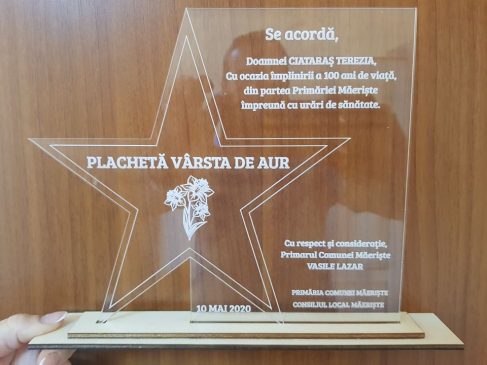 Se acordă,
Doamnei CIATARAȘ TEREZIA,
Cu ocazia împlinirii a 100 ani de viață,
din partea Primăriei Măeriște
împreună cu urări de sănătate.
PLACHETĂ VÂRSTA DE AUR
Cu respect și considerație,
Primarul Comunei Măeriște
VASILE LAZAR
PRIMĂRIA COMUNEI MĂERIȘTE
CONSILIUL LOCAL MĂERIȘTE
10 MAI 2020